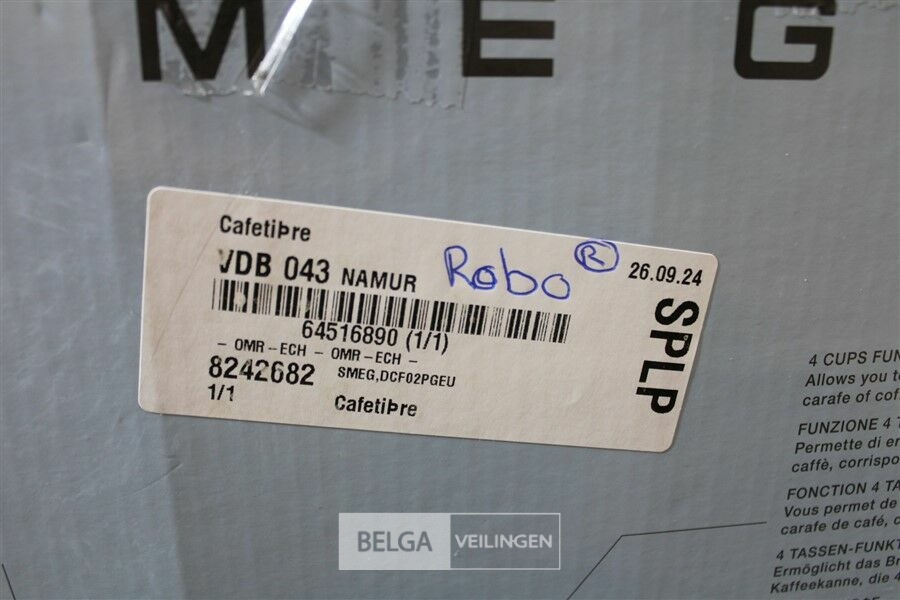 M E G
CafetiÞre
VDB 043 NAMUR Robo ®
26.09.24
64516890 (1/1)
- OMR-ECH - OMR-ECH -
8242682 SMEG,DCF02PGEU
1/1 CafetiÞre
SPLP
4 CUPS FUN
Allows you t
carafe of cof
FUNZIONE 4
Permette di e
caffè, corrispo
FONCTION 4 TA
Vous permet de
carafe de café, c
4 TASSEN-FUNKT
Ermöglicht das Br
Kaffeekanne, die 4
BELGA VEILINGEN